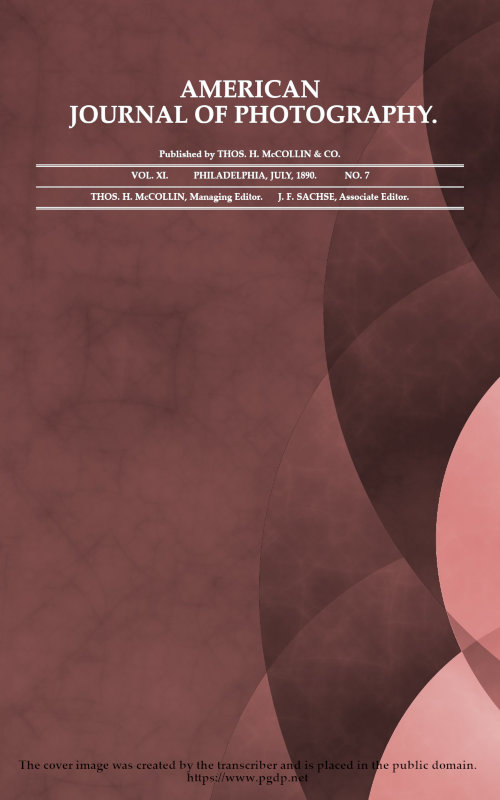 AMERICAN
JOURNAL OF PHOTOGRAPHY.
Published by THOS. H. McCOLLIN & CO.
VOL. XI. PHILADELPHIA, JULY, 1890. NO. 7
THOS. H. McCOLLIN, Managing Editor. J. F. SACHSE, Associate Editor.
The cover image was created by the transcriber and is placed in the public domain.
https://www.pgdp.net